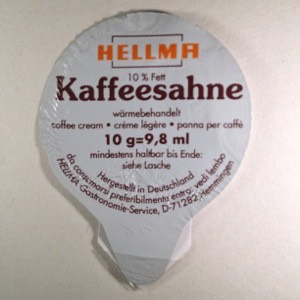 HELLMA
10 % Fett
Kaffeesahne
wärmebehandelt
coffee cream • crème légère • panna per caffè
10 g=9,8 ml
mindestens haltbar bis Ende:
siehe Lasche
Hergestellt in Deutschland
da consumarsi preferibilmente entro: vedi lembo
HELLMA Gastronomie-Service, D-71282 Hemmingen